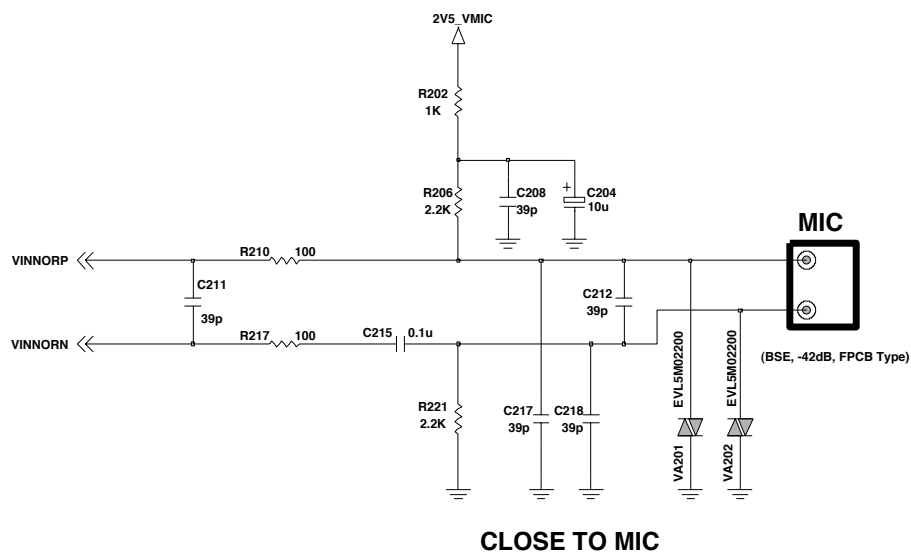 2V5_VMIC
R202
1K
R206
2.2K
C208
39p
+
C204
10u
MIC
VINNORP
R210 100
C211
39p
C212
39p
VINNORN
R217 100
C215 0.1u
(BSE, -42dB, FPCB Type)
EVL5M02200
EVL5M02200
R221
2.2K
C217
39p
C218
39p
VA201
VA202
CLOSE TO MIC